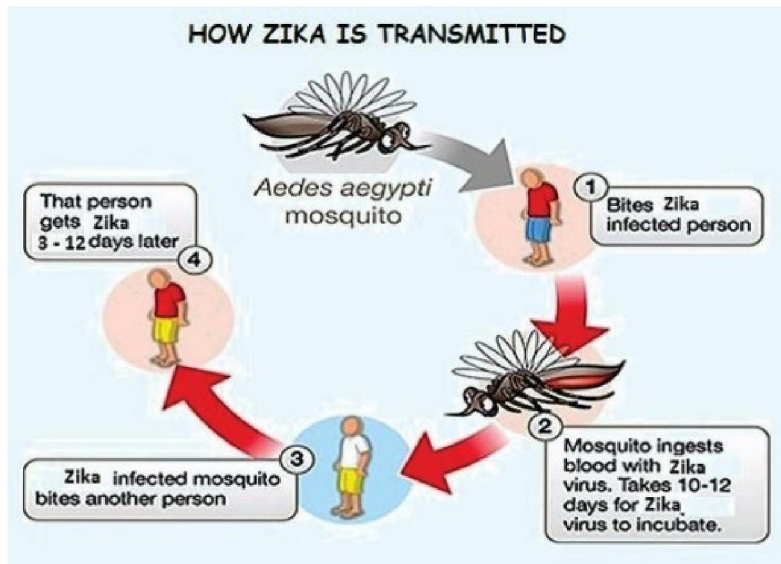 HOW ZIKA IS TRANSMITTED
Aedes aegypti
mosquito
1
Bites Zika
infected person
2
Mosquito ingests
blood with Zika
virus. Takes 10-12
days for Zika
virus to incubate.
3
Zika infected mosquito
bites another person
4
That person
gets Zika
3 - 12 days later